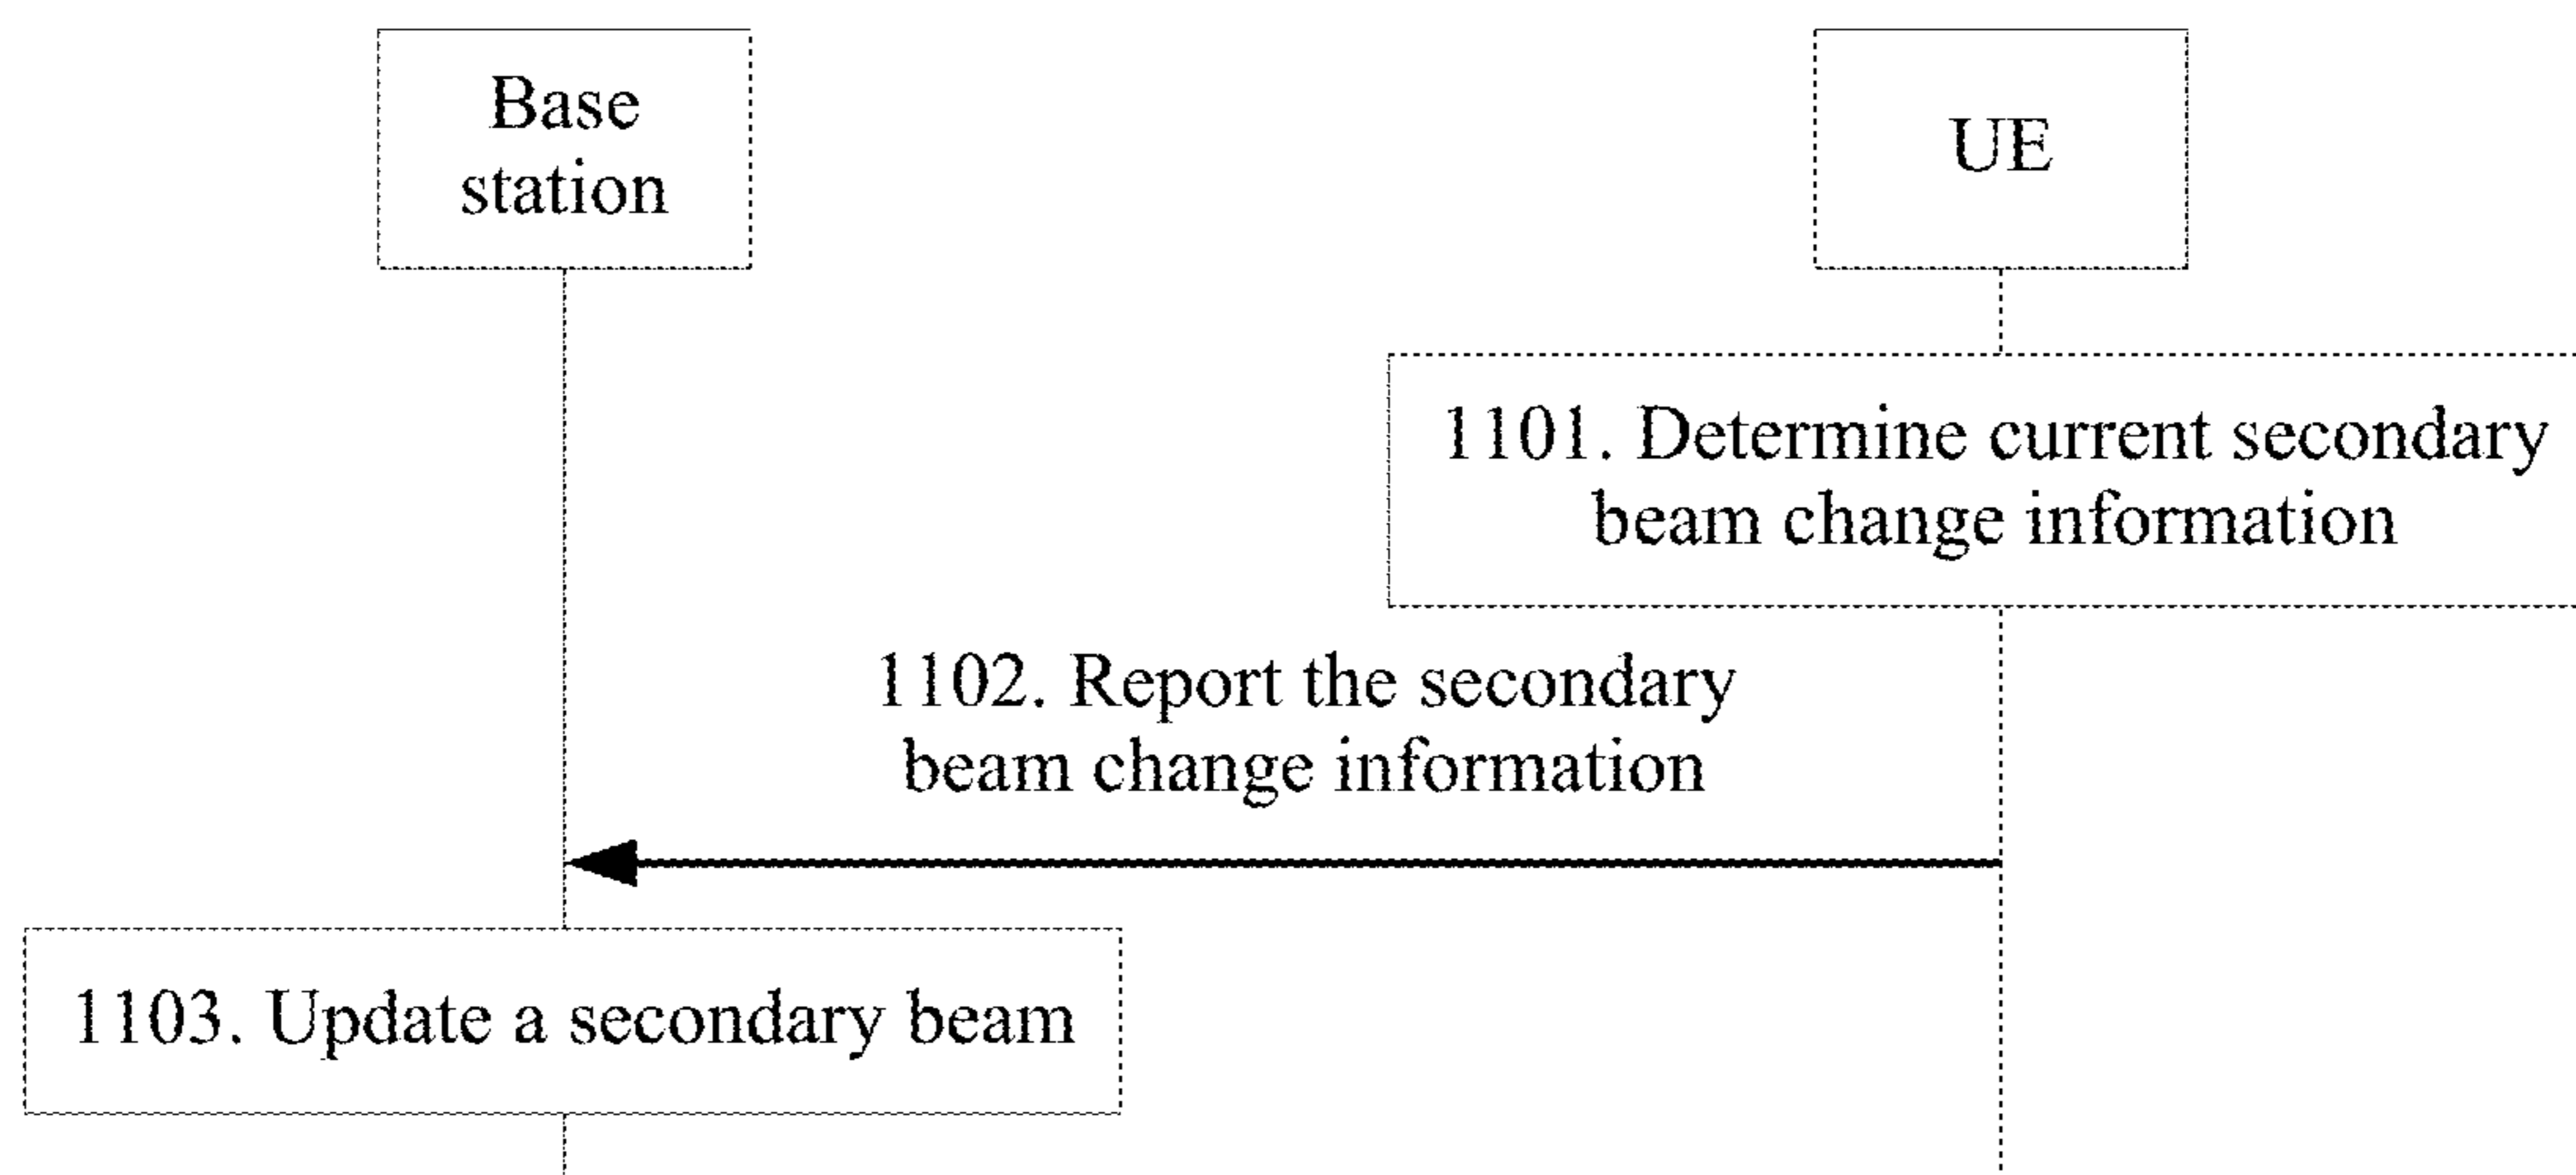 Base
station
UE
1101. Determine current secondary
beam change information
1102. Report the secondary
beam change information
1103. Update a secondary beam